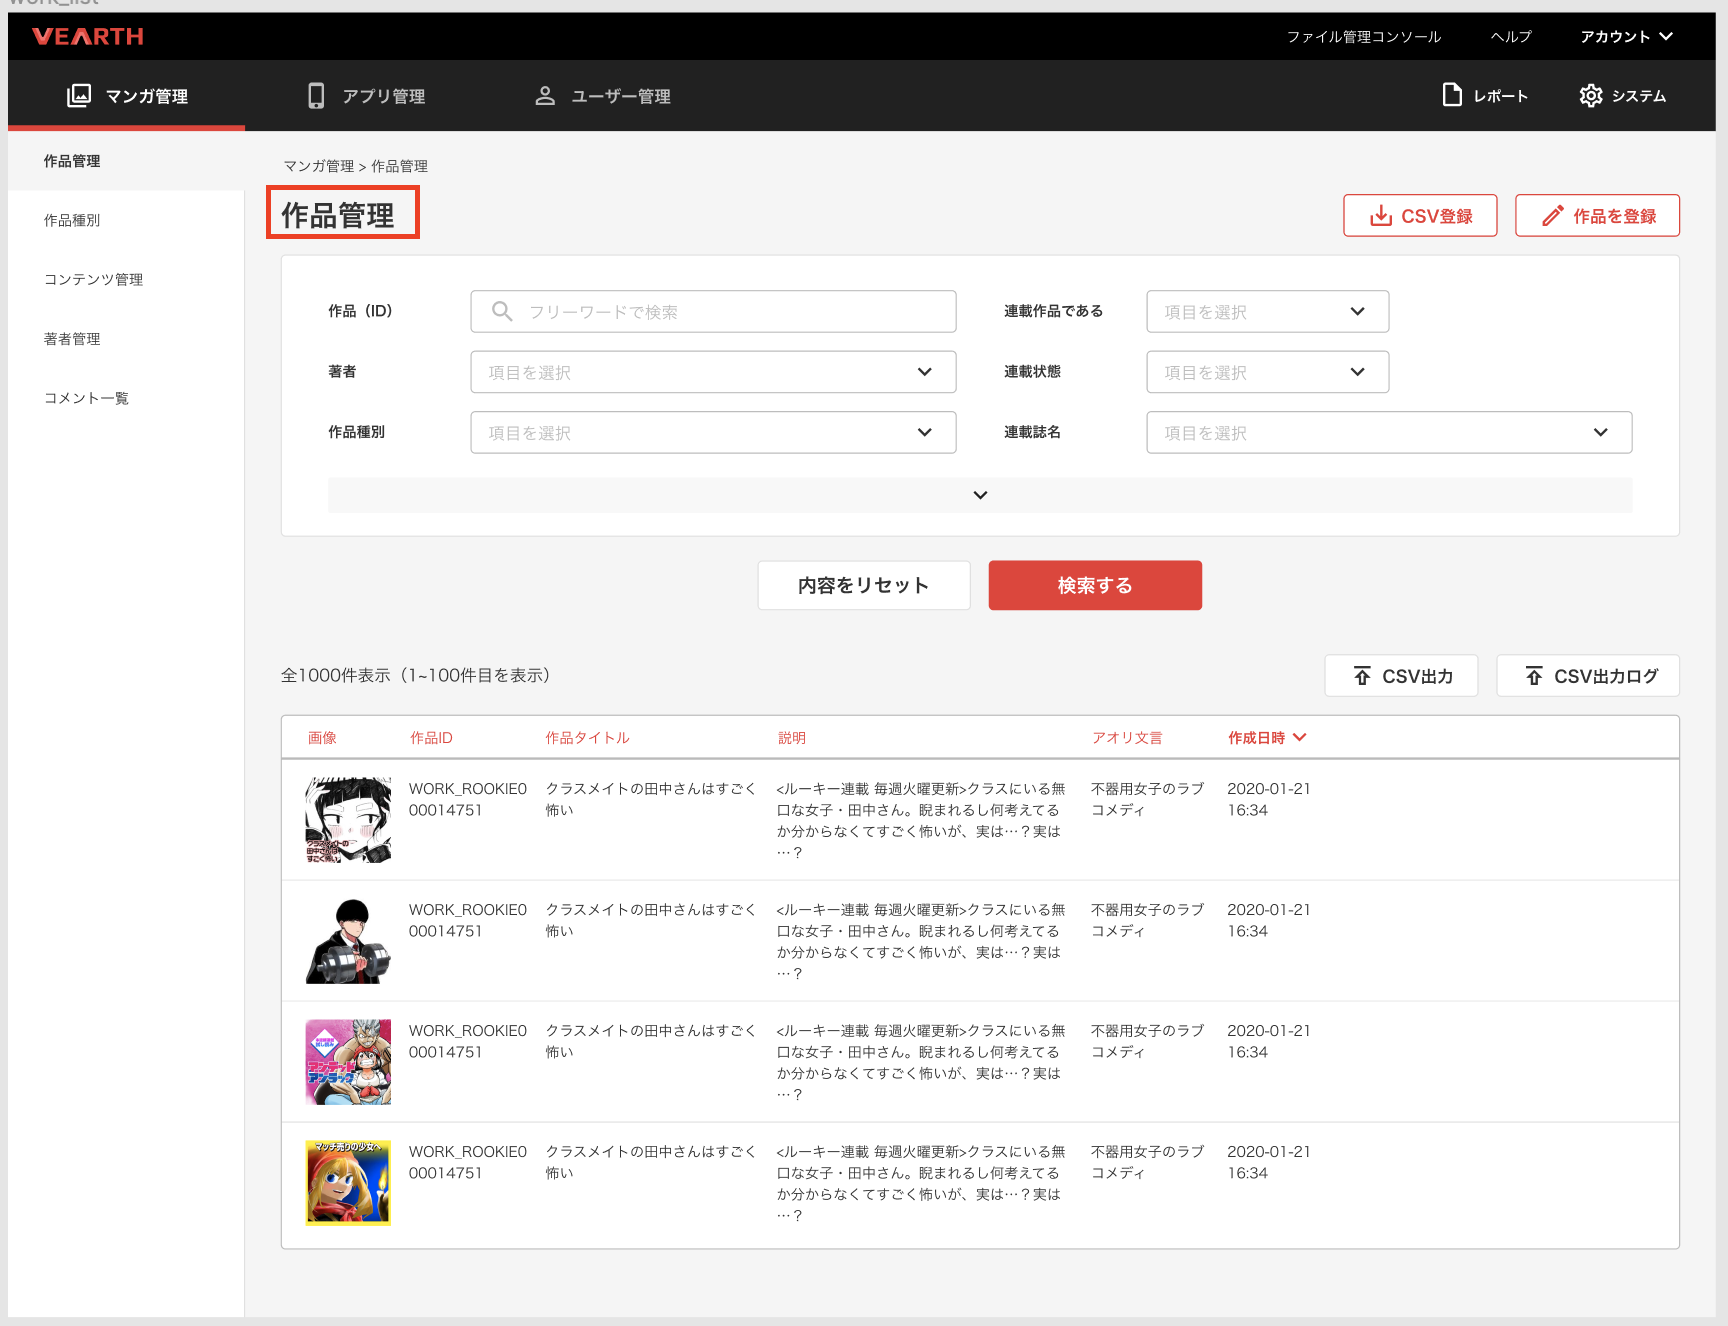 VEARTH
ファイル管理コンソール
ヘルプ
アカウント
マンガ管理
アプリ管理
ユーザー管理
レポート
システム
作品管理
作品種別
コンテンツ管理
著者管理
コメント一覧
マンガ管理 > 作品管理
作品管理
CSV登録
作品を登録
作品（ID）
フリーワードで検索
連載作品である
項目を選択
著者
項目を選択
連載状態
項目を選択
作品種別
項目を選択
連載誌名
項目を選択
内容をリセット
検索する
全1000件表示（1~100件目を表示）
CSV出力
CSV出力ログ
画像
作品ID
作品タイトル
説明
アオリ文言
作成日時
クラスメイトの
田中さんは
すごく怖い
WORK_ROOKIE0
00014751
クラスメイトの田中さんはすごく
怖い
<ルーキー連載 毎週火曜更新>クラスにいる無
口な女子・田中さん。睨まれるし何考えてる
か分からなくてすごく怖いが、実は…？実は
…？
不器用女子のラブ
コメディ
2020-01-21
16:34
WORK_ROOKIE0
00014751
クラスメイトの田中さんはすごく
怖い
<ルーキー連載 毎週火曜更新>クラスにいる無
口な女子・田中さん。睨まれるし何考えてる
か分からなくてすごく怖いが、実は…？実は
…？
不器用女子のラブ
コメディ
2020-01-21
16:34
アンデッド
アンラック
WORK_ROOKIE0
00014751
クラスメイトの田中さんはすごく
怖い
<ルーキー連載 毎週火曜更新>クラスにいる無
口な女子・田中さん。睨まれるし何考えてる
か分からなくてすごく怖いが、実は…？実は
…？
不器用女子のラブ
コメディ
2020-01-21
16:34
マッチ売りの少女へ
WORK_ROOKIE0
00014751
クラスメイトの田中さんはすごく
怖い
<ルーキー連載 毎週火曜更新>クラスにいる無
口な女子・田中さん。睨まれるし何考えてる
か分からなくてすごく怖いが、実は…？実は
…？
不器用女子のラブ
コメディ
2020-01-21
16:34